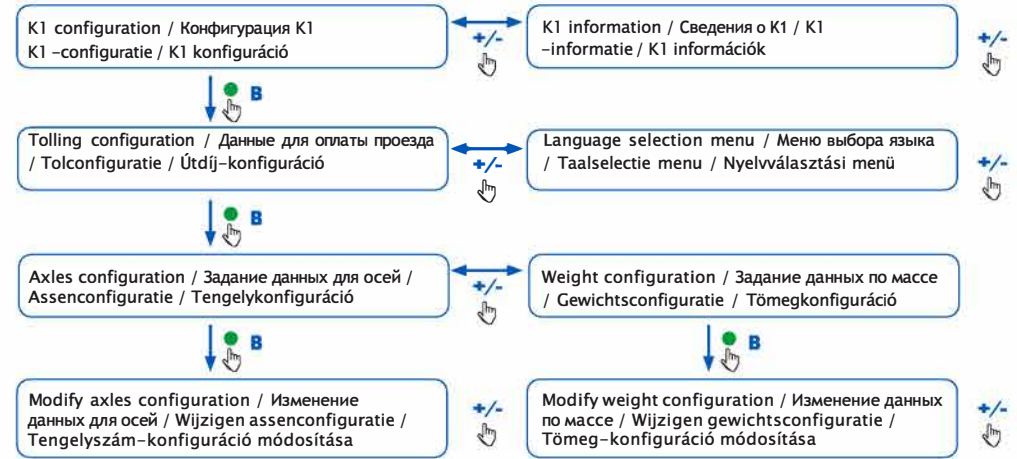 K1 configuration / Конфигурация К1
K1 –configuratie / K1 konfiguráció
+/-
K1 information / Сведения о К1 / K1
–informatie / K1 információk
+/-
B
Tolling configuration / Данные для оплаты проезда
/ Tolconfiguratie / Útdíj–konfiguráció
+/-
Language selection menu / Меню выбора языка
/ Taalselectie menu / Nyelvválasztási menü
+/-
B
Axles configuration / Задание данных для осей /
Assenconfiguratie / Tengelykonfiguráció
+/-
Weight configuration / Задание данных по массе
/ Gewichtsconfiguratie / Tömegkonfiguráció
B
B
Modify axles configuration / Изменение
данных для осей / Wijzigen assenconfiguratie /
Tengelyszám–konfiguráció módosítása
+/-
Modify weight configuration / Изменение данных
по массе / Wijzigen gewichtsconfiguratie /
Tömeg–konfiguráció módosítása
+/-